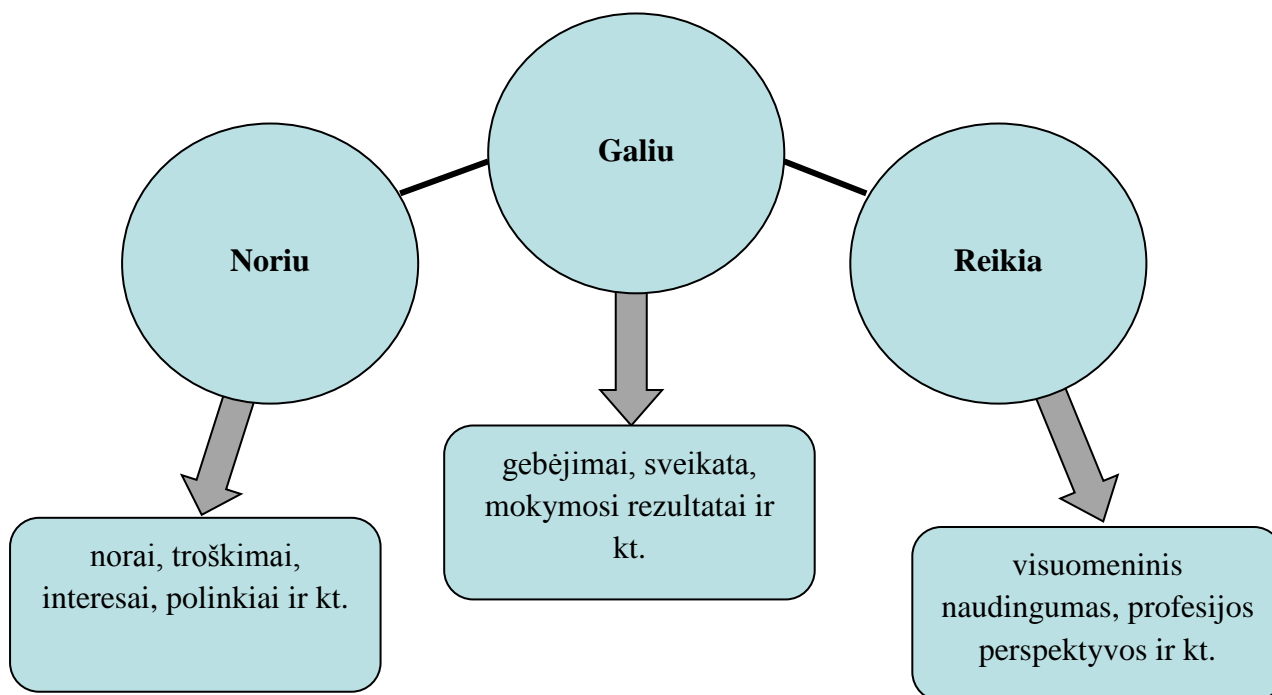 Galiu
Noriu
Reikia
gebėjimai, sveikata,
mokymosi rezultatai ir
kt.
norai, troškimai,
interesai, polinkiai ir kt.
visuomeninis
naudingumas, profesijos
perspektyvos ir kt.